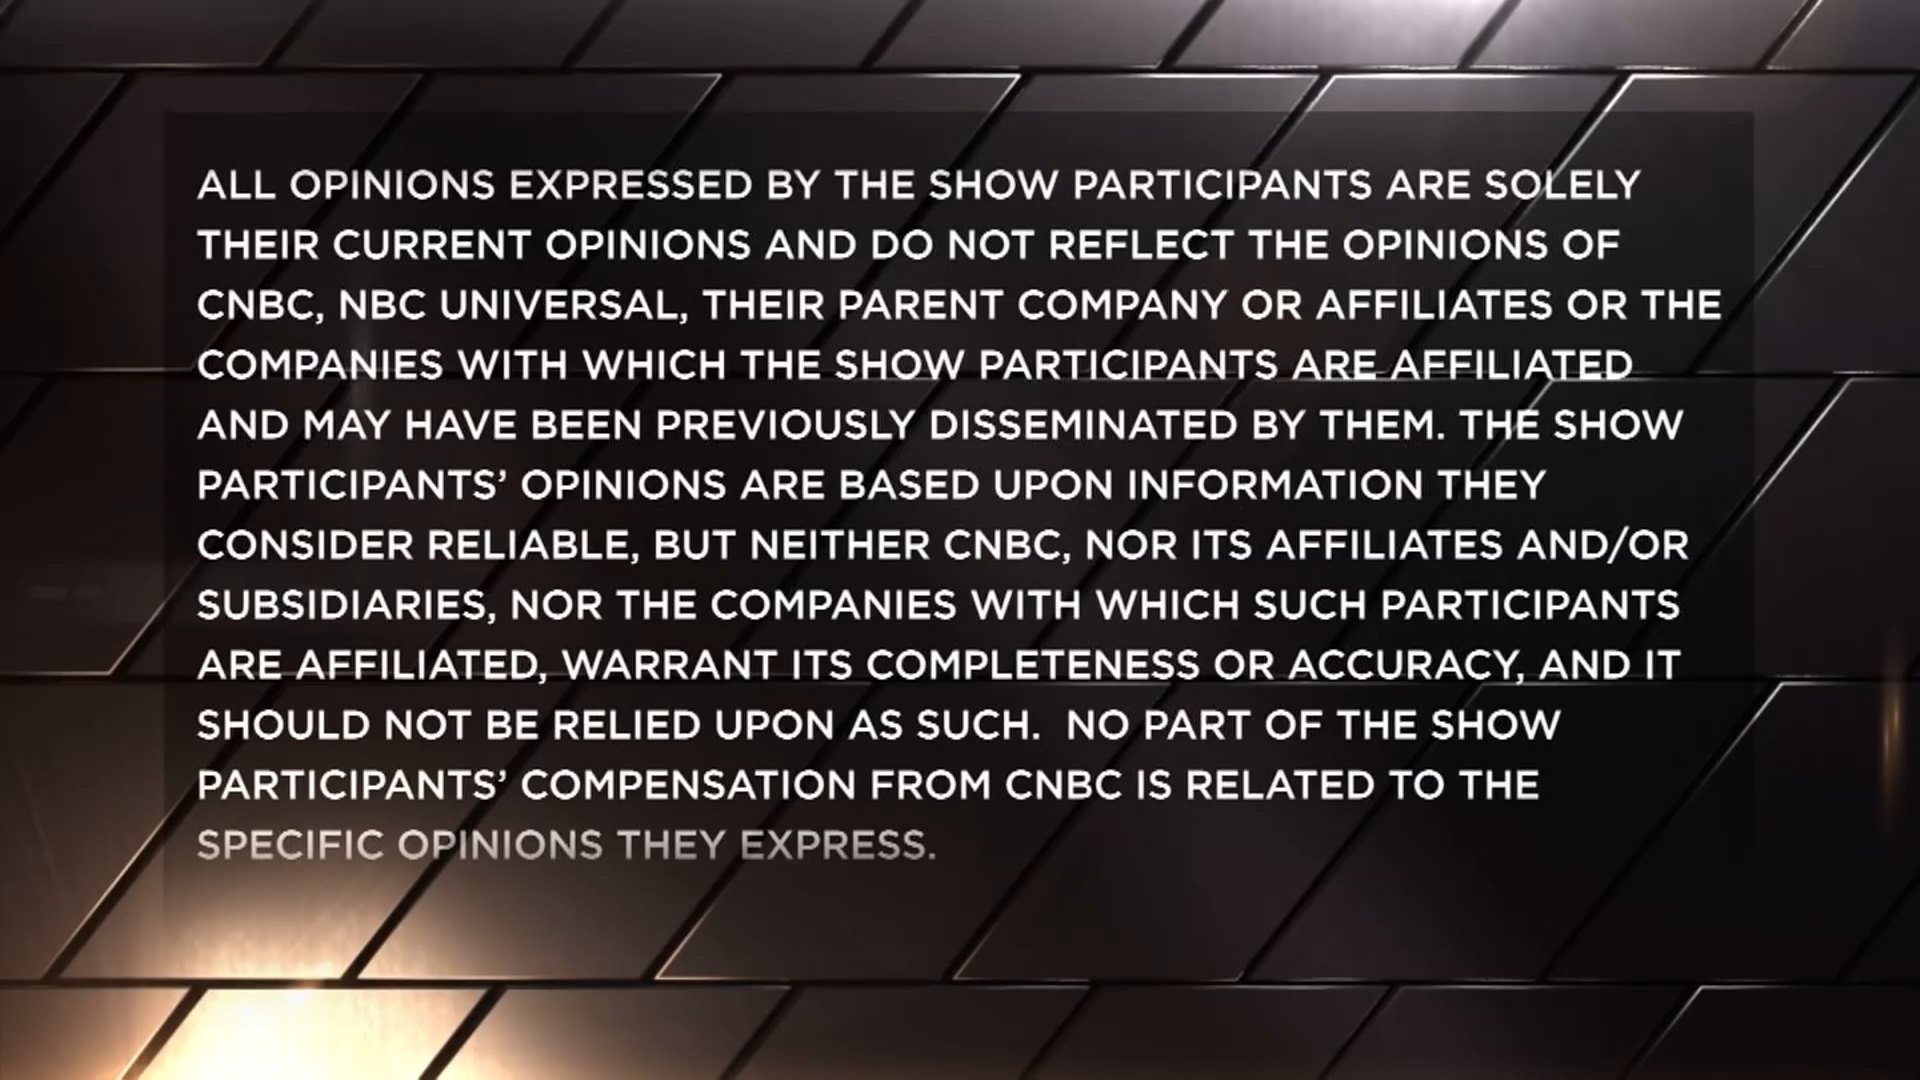 ALL OPINIONS EXPRESSED BY THE SHOW PARTICIPANTS ARE SOLELY
THEIR CURRENT OPINIONS AND DO NOT REFLECT THE OPINIONS OF
CNBC, NBC UNIVERSAL, THEIR PARENT COMPANY OR AFFILIATES OR THE
COMPANIES WITH WHICH THE SHOW PARTICIPANTS ARE AFFILIATED
AND MAY HAVE BEEN PREVIOUSLY DISSEMINATED BY THEM. THE SHOW
PARTICIPANTS’ OPINIONS ARE BASED UPON INFORMATION THEY
CONSIDER RELIABLE, BUT NEITHER CNBC, NOR ITS AFFILIATES AND/OR
SUBSIDIARIES, NOR THE COMPANIES WITH WHICH SUCH PARTICIPANTS
ARE AFFILIATED, WARRANT ITS COMPLETENESS OR ACCURACY, AND IT
SHOULD NOT BE RELIED UPON AS SUCH.  NO PART OF THE SHOW
PARTICIPANTS’ COMPENSATION FROM CNBC IS RELATED TO THE
SPECIFIC OPINIONS THEY EXPRESS.